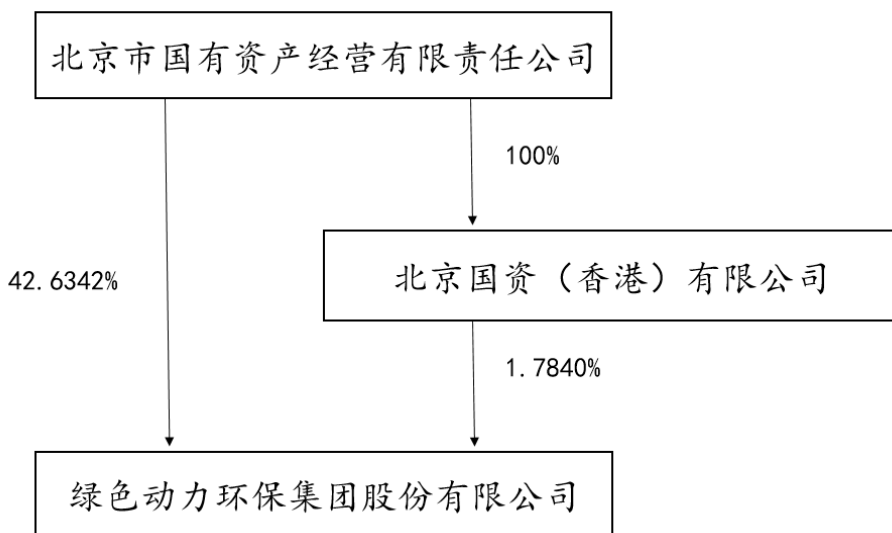 北京市国有资产经营有限责任公司
100%
北京国资（香港）有限公司
42.6342%
1.7840%
绿色动力环保集团股份有限公司